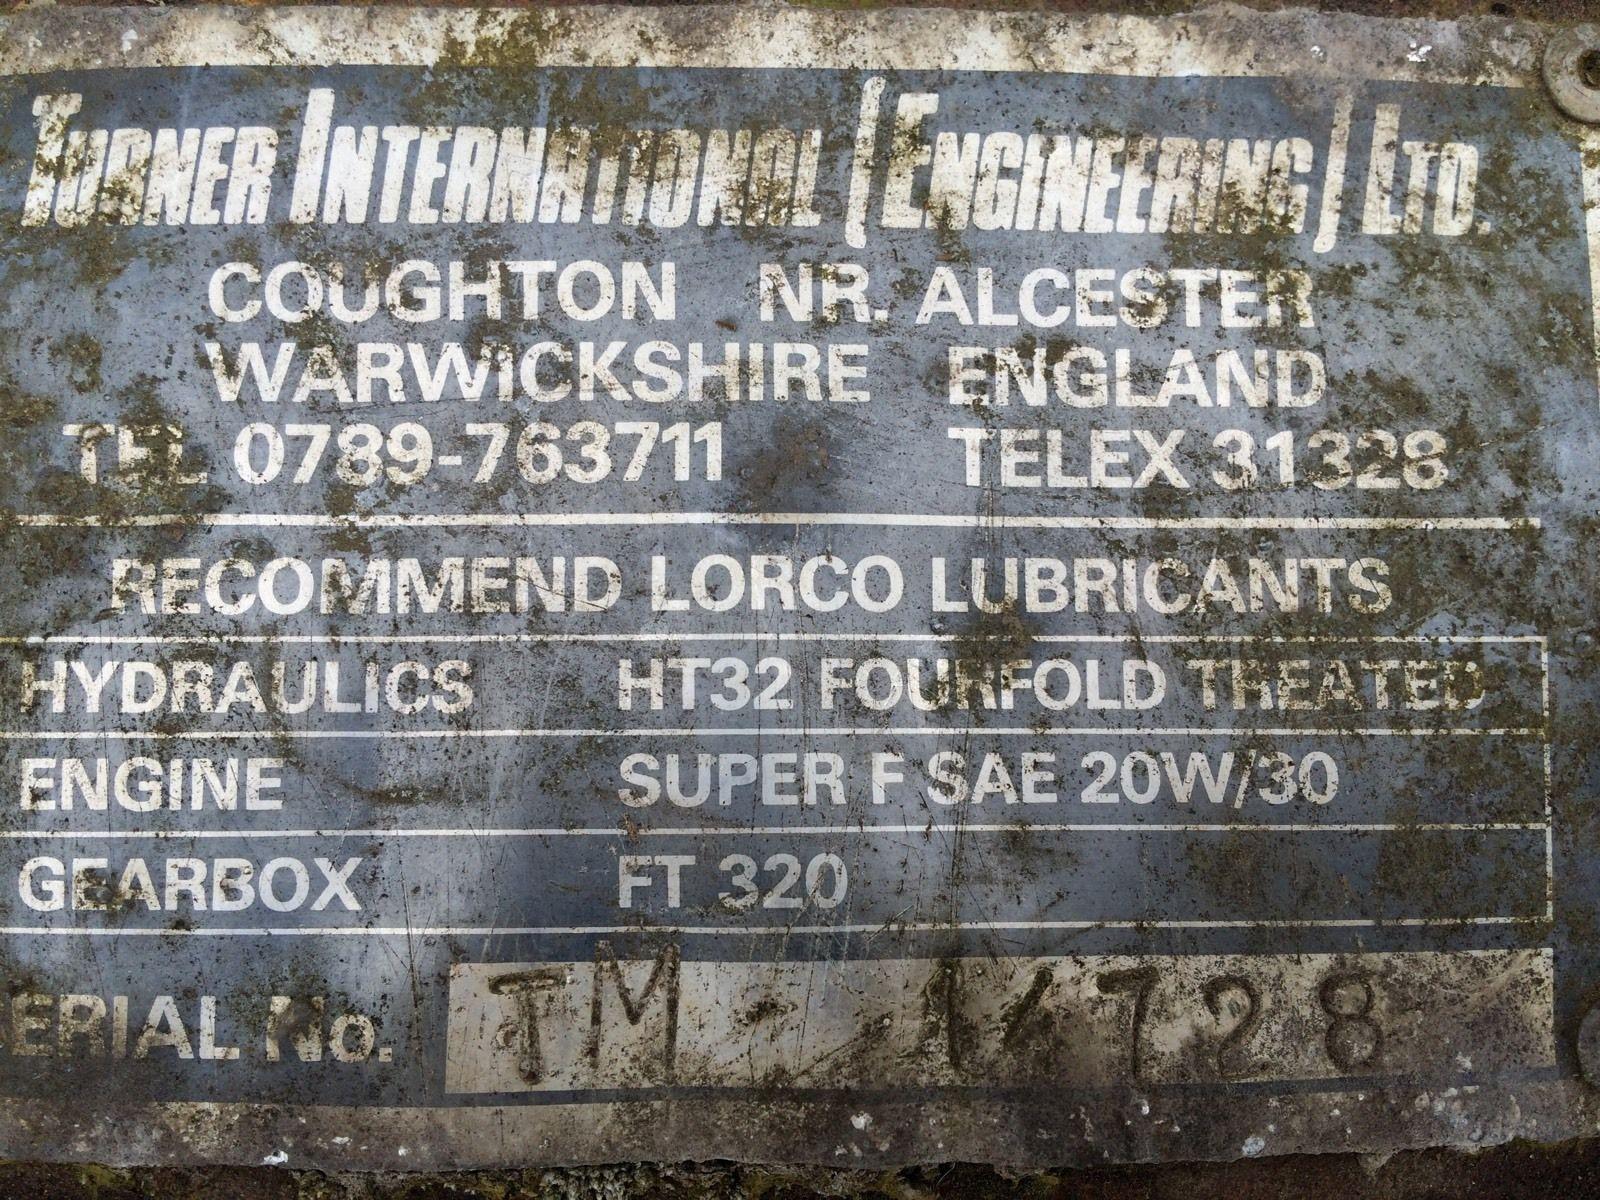 TURNER INTERNATIONAL (ENGINEERING) LTD.
COUGHTON NR. ALCESTER
WARWICKSHIRE ENGLAND
TEL 0789-763711 TELEX 31328
RECOMMEND LORCO LUBRICANTS
HYDRAULICS HT32 FOURFOLD TREATED
ENGINE SUPER F SAE 20W/30
GEARBOX FT 320
SERIAL No. TM